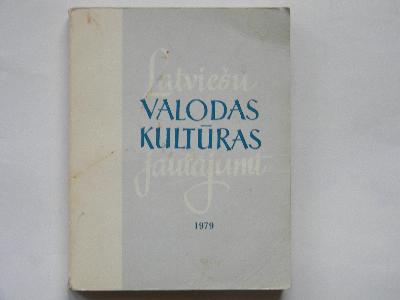 Latviešu
VALODAS
KULTŪRAS
jautājumi
1979